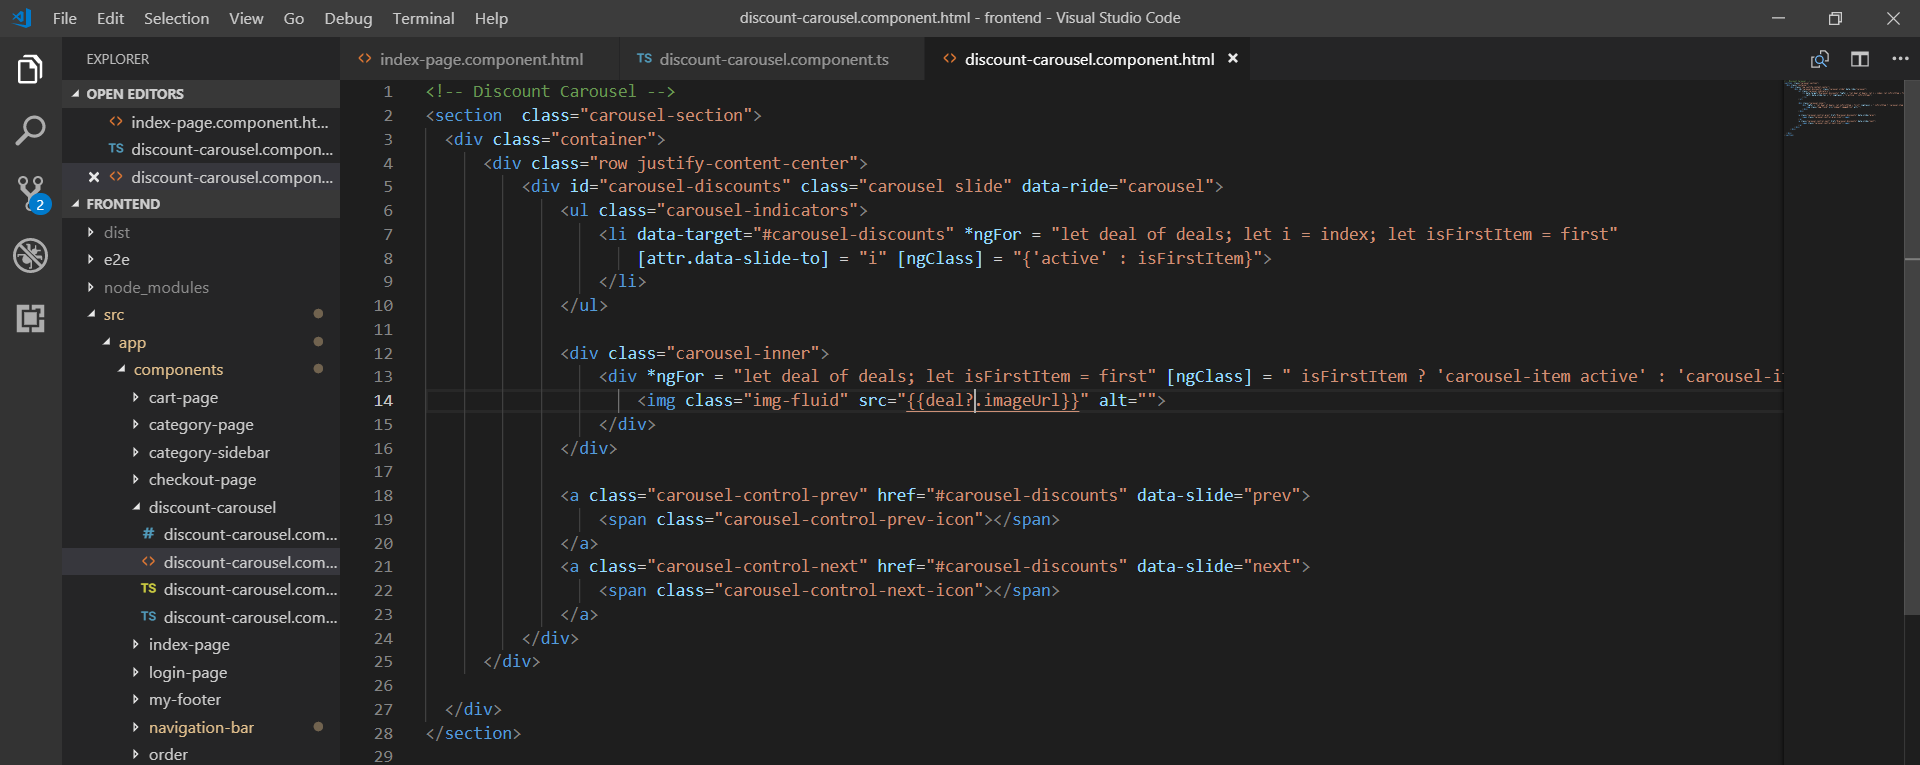 File Edit Selection View Go Debug Terminal Help
discount-carousel.component.html - frontend - Visual Studio Code
EXPLORER
OPEN EDITORS
index-page.component.ht...
TS discount-carousel.compon...
discount-carousel.compon...
2
FRONTEND
dist
e2e
node_modules
src
app
components
cart-page
category-page
category-sidebar
checkout-page
discount-carousel
# discount-carousel.com...
<> discount-carousel.com...
TS discount-carousel.com...
TS discount-carousel.com...
index-page
login-page
my-footer
navigation-bar
order
<> index-page.component.html
TS discount-carousel.component.ts
<> discount-carousel.component.html
1 <!-- Discount Carousel -->
2 <section  class="carousel-section">
3 <div class="container">
4 <div class="row justify-content-center">
5 <div id="carousel-discounts" class="carousel slide" data-ride="carousel">
6 <ul class="carousel-indicators">
7 <li data-target="#carousel-discounts" *ngFor = "let deal of deals; let i = index; let isFirstItem = first"
8 [attr.data-slide-to] = "i" [ngClass] = "{'active' : isFirstItem}">
9 </li>
10 </ul>
11
12 <div class="carousel-inner">
13 <div *ngFor = "let deal of deals; let isFirstItem = first" [ngClass] = " isFirstItem ? 'carousel-item active' : 'carousel-i
14 <img class="img-fluid" src="{{deal?.imageUrl}}" alt="">
15 </div>
16 </div>
17
18 <a class="carousel-control-prev" href="#carousel-discounts" data-slide="prev">
19 <span class="carousel-control-prev-icon"></span>
20 </a>
21 <a class="carousel-control-next" href="#carousel-discounts" data-slide="next">
22 <span class="carousel-control-next-icon"></span>
23 </a>
24 </div>
25 </div>
26
27 </div>
28 </section>
29